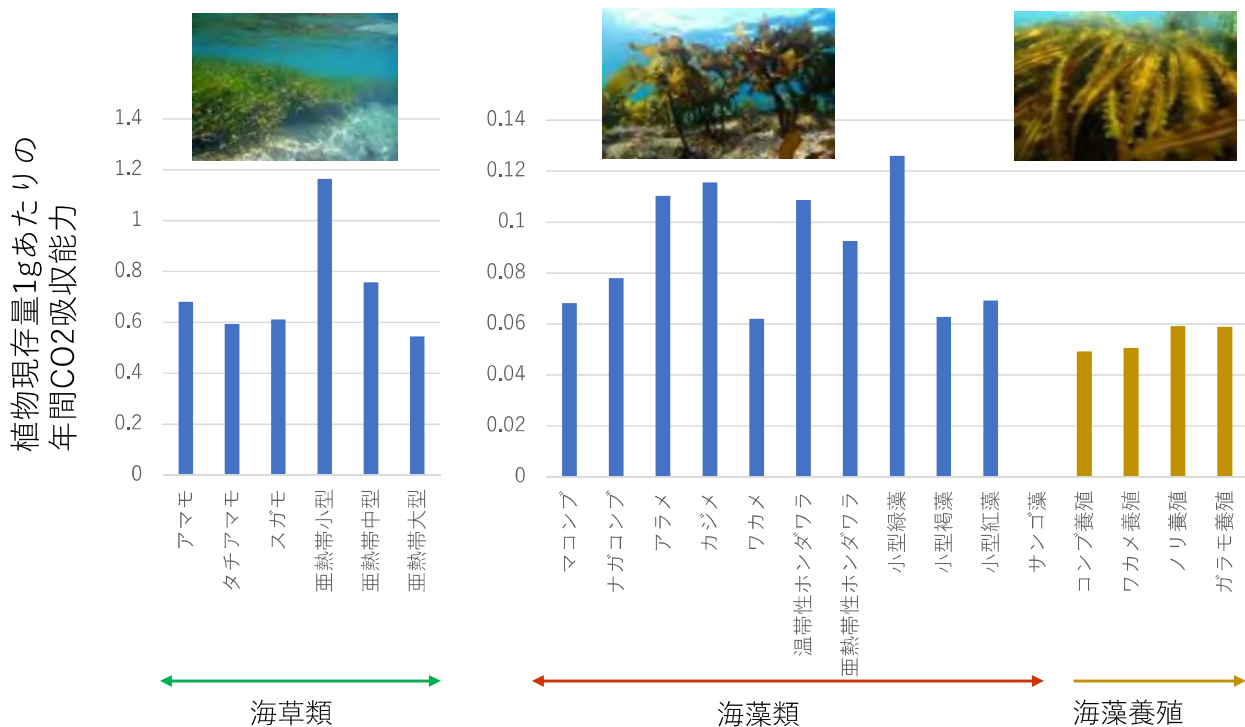 植物現存量1gあたりの
年間CO2吸収能力
1.4
1.2
1
0.8
0.6
0.4
0.2
0
アマモ
タチアマモ
スガモ
亜熱帯小型
亜熱帯中型
亜熱帯大型
海草類
0.14
0.12
0.1
0.08
0.06
0.04
0.02
0
マコンブ
ナガコンブ
アラメ
カジメ
ワカメ
温帯性ホンダワラ
亜熱帯性ホンダワラ
小型緑藻
小型褐藻
小型紅藻
サンゴ藻
コンブ養殖
ワカメ養殖
ノリ養殖
ガラモ養殖
海藻類
海藻養殖